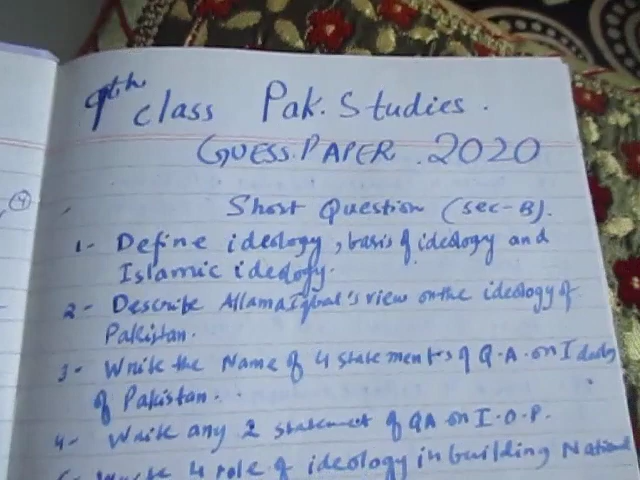 9th class Pak. Studies.
GUESS.PAPER.2020
Short Question (sec-B).
1- Define ideology, basis of ideology and
Islamic ideology.
2- Describe Allama Iqbal's view on the ideology of
Pakistan.
3- Write the Name of 4 statements of Q.A. on Ideology
of Pakistan.
4- Write any 2 statement of QA on I.O.P.
Write 4 role of ideology in building National